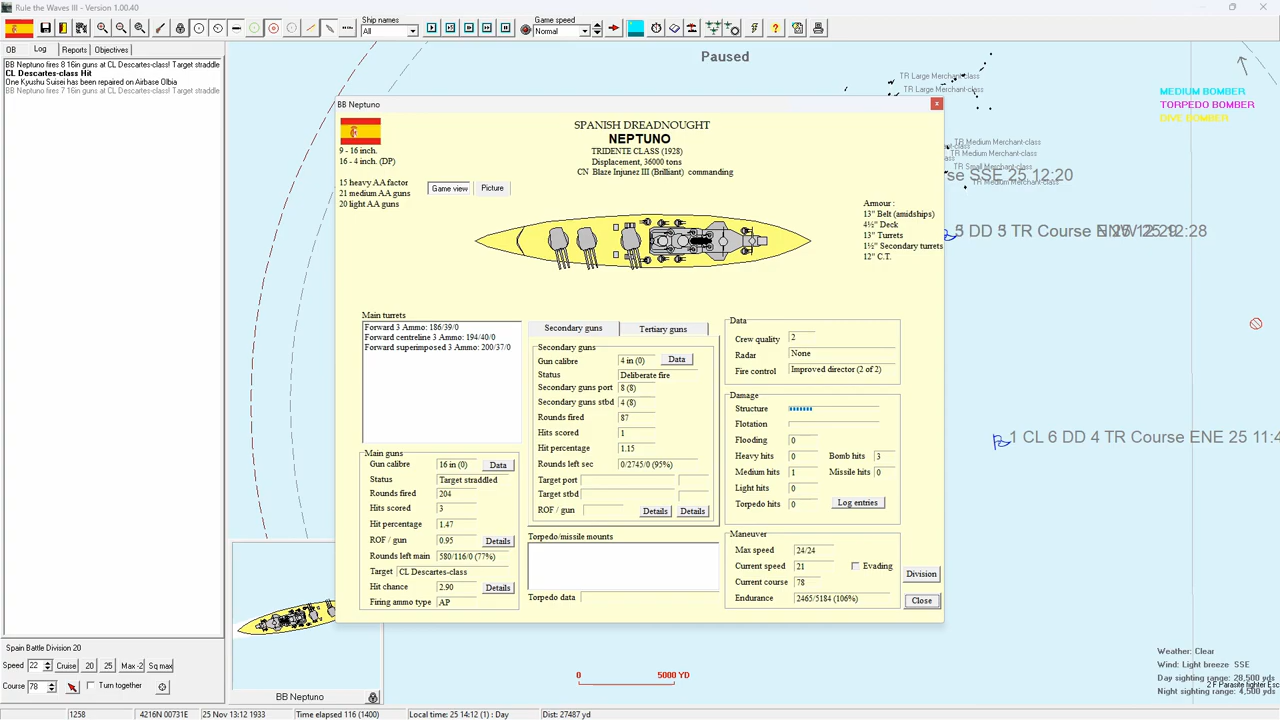 Rule the Waves III - Version 1.00.40
Ship names
All
Game speed
Normal
OB
Log
Reports
Objectives
BB Neptuno fires 8 16in guns at CL Descartes-class! Target straddle
CL Descartes-class Hit
One Kyushu Suisei has been repaired on Airbase Olbia
BB Neptuno fires 7 16in guns at CL Descartes-class! Target straddle
Paused
TR Large Merchant-class
TR Large Merchant-class
MEDIUM BOMBER
TORPEDO BOMBER
DIVE BOMBER
TR Medium Merchant-class
TR Medium Merchant-class
TR Small Merchant-class
TR Medium Merchant-class
se SSE 25 12:20
5 DD 5 TR Course
1 CL 6 DD 4 TR Course ENE 25 11:4
BB Neptuno
SPANISH DREADNOUGHT
NEPTUNO
TRIDENTE CLASS (1928)
Displacement, 36000 tons
CN Blaze Injunez III (Brilliant) commanding
9 - 16 inch.
16 - 4 inch. (DP)
15 heavy AA factor
21 medium AA guns
20 light AA guns
Game view
Picture
Armour :
13" Belt (amidships)
4½" Deck
13" Turrets
1½" Secondary turrets
12" C.T.
Main turrets
Forward 3 Ammo: 186/39/0
Forward centreline 3 Ammo: 194/40/0
Forward superimposed 3 Ammo: 200/37/0
Main guns
Gun calibre 16 in (0) Data
Status Target straddled
Rounds fired 204
Hits scored 3
Hit percentage 1.47
ROF / gun 0.95 Details
Rounds left main 580/116/0 (77%)
Target CL Descartes-class
Hit chance 2.90 Details
Firing ammo type AP
Secondary guns
Tertiary guns
Secondary guns
Gun calibre 4 in (0) Data
Status Deliberate fire
Secondary guns port 8 (8)
Secondary guns stbd 4 (8)
Rounds fired 87
Hits scored 1
Hit percentage 1.15
Rounds left sec 0/2745/0 (95%)
Target port
Target stbd
ROF / gun Details Details
Torpedo/missile mounts
Torpedo data
Data
Crew quality 2
Radar None
Fire control Improved director (2 of 2)
Damage
Structure
Flotation
Flooding 0
Heavy hits 0 Bomb hits 3
Medium hits 1 Missile hits 0
Light hits 0
Torpedo hits 0 Log entries
Maneuver
Max speed 24/24
Current speed 21 Evading
Current course 78
Endurance 2465/5184 (106%)
Division
Close
Spain Battle Division 20
Speed 22 Cruise 20 25 Max -2 Sq max
Course 78 Turn together
BB Neptuno
0 5000 YD
Weather: Clear
Wind: Light breeze SSE
Day sighting range: 28,500 yds
2 F Parasite fighter Esc
Night sighting range: 4,500 yds
1258
4216N 00731E
25 Nov 13:12 1933
Time elapsed 116 (1400)
Local time: 25 14:12 (1) : Day
Dist: 27487 yd